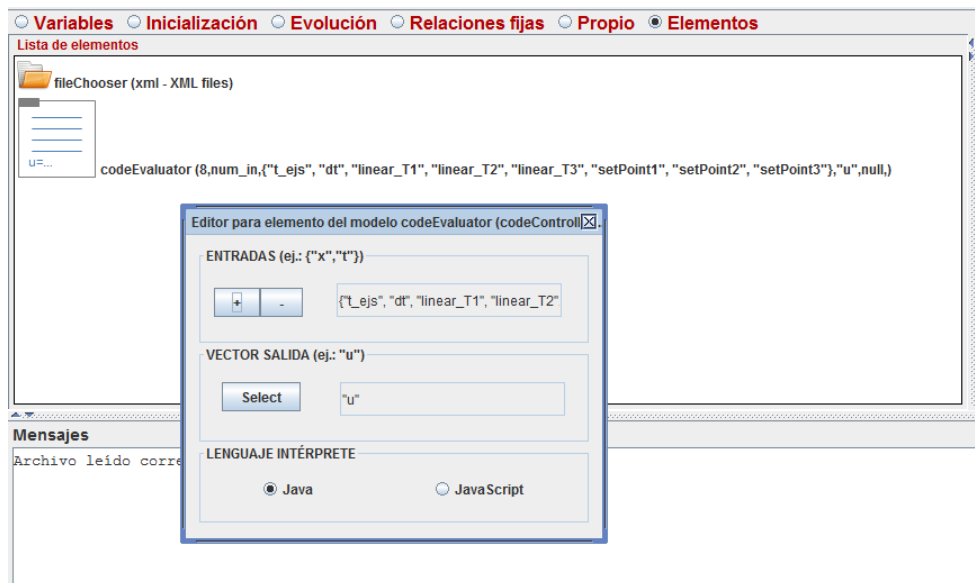 Variables Inicialización Evolución Relaciones fijas Propio Elementos
Lista de elementos
fileChooser (xml - XML files)
u=...
codeEvaluator (8,num_in,{"t_ejs", "dt", "linear_T1", "linear_T2", "linear_T3", "setPoint1", "setPoint2", "setPoint3"},"u",null,)
Editor para elemento del modelo codeEvaluator (codeControll
ENTRADAS (ej.: {"x","t"})
+ - {"t_ejs", "dt", "linear_T1", "linear_T2"
VECTOR SALIDA (ej.: "u")
Select "u"
Mensajes
LENGUAJE INTÉRPRETE
Archivo leído corre
Java JavaScript